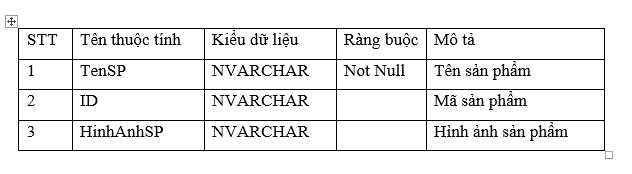 STT Tên thuộc tính Kiểu dữ liệu Ràng buộc Mô tả
1 TenSP NVARCHAR Not Null Tên sản phẩm
2 ID NVARCHAR Mã sản phẩm
3 HinhAnhSP NVARCHAR Hình ảnh sản phẩm